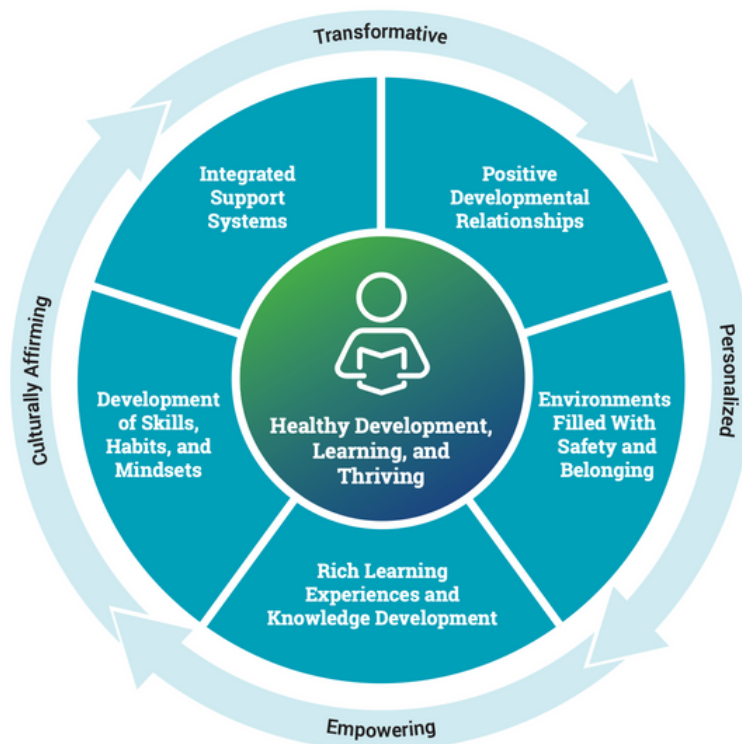 Transformative
Integrated
Support
Systems
Positive
Developmental
Relationships
Culturally Affirming
Personalized
Development
of Skills,
Habits, and
Mindsets
Healthy Development,
Learning, and
Thriving
Environments
Filled With
Safety and
Belonging
Rich Learning
Experiences and
Knowledge Development
Empowering